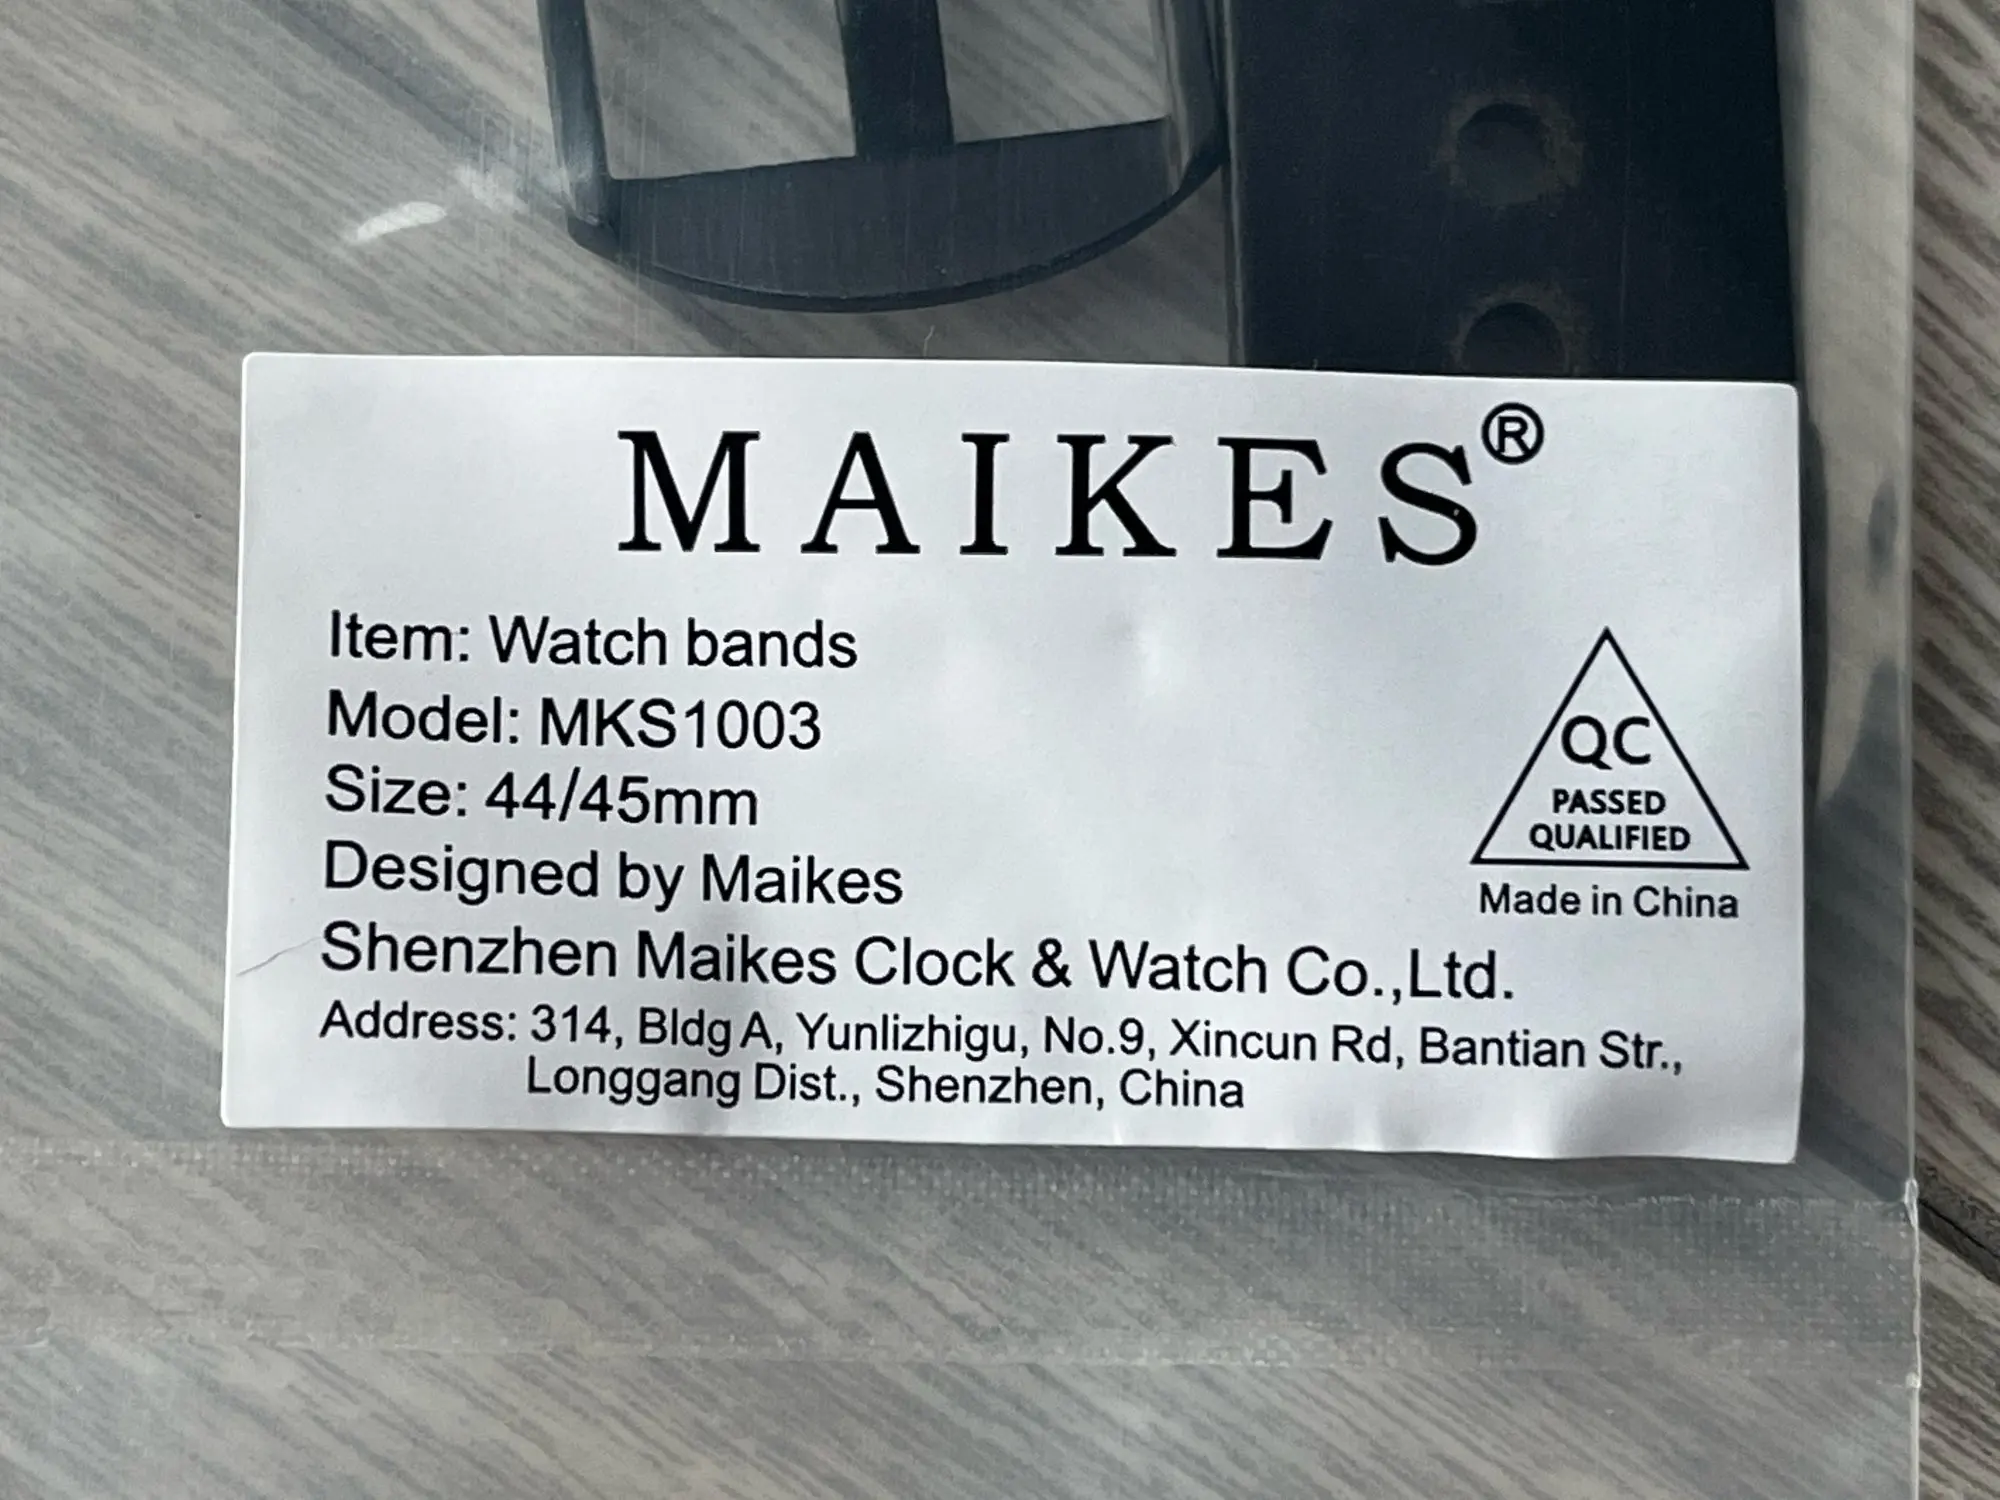 MAIKES®
Item: Watch bands
Model: MKS1003
Size: 44/45mm
Designed by Maikes
Shenzhen Maikes Clock & Watch Co.,Ltd.
Address: 314, Bldg A, Yunlizhigu, No.9, Xincun Rd, Bantian Str.,
Longgang Dist., Shenzhen, China
QC
PASSED
QUALIFIED
Made in China